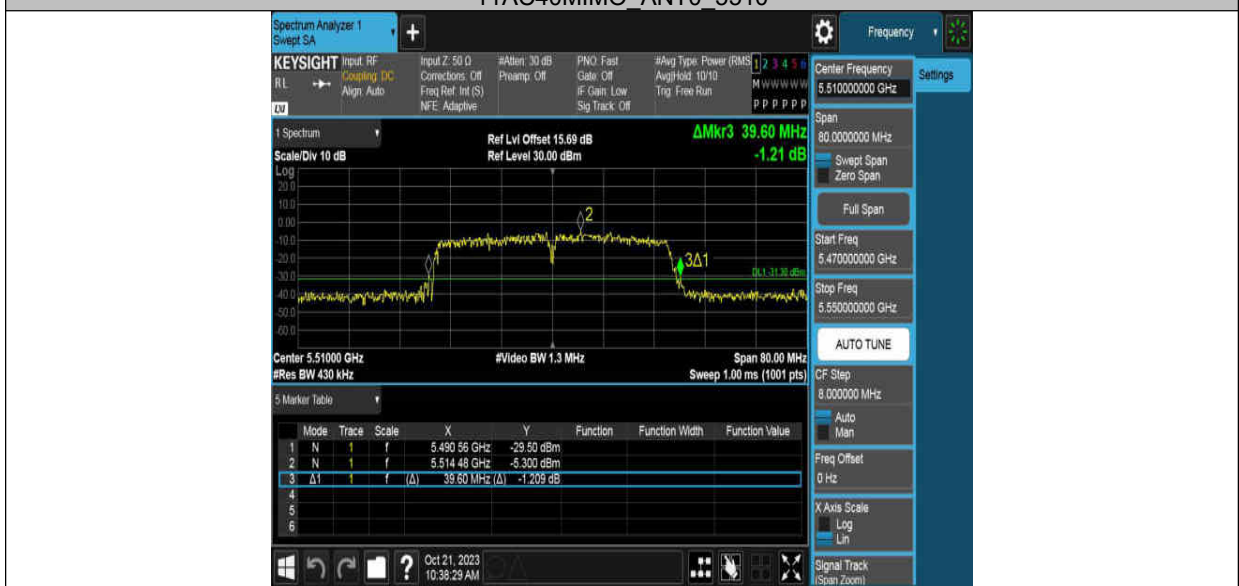 11AC40MIMO_ANT0_5510
Spectrum Analyzer 1
Swept SA
Frequency
KEYSIGHT
RL
LXI
Input: RF
Coupling: DC
Align: Auto
Input Z: 50 Ω
Corrections: Off
Freq Ref: Int (S)
NFE: Adaptive
#Atten: 30 dB
Preamp: Off
PNO: Fast
Gate: Off
IF Gain: Low
Sig Track: Off
#Avg Type: Power (RMS
Avg|Hold: 10/10
Trig: Free Run
1 2 3 4 5 6
M W W W W W
P P P P P P
Center Frequency
5.510000000 GHz
Settings
Span
80.0000000 MHz
Swept Span
Zero Span
Full Span
Start Freq
5.470000000 GHz
Stop Freq
5.550000000 GHz
AUTO TUNE
CF Step
8.000000 MHz
Auto
Man
Freq Offset
0 Hz
X Axis Scale
Log
Lin
Signal Track
(Span Zoom)
1 Spectrum
Scale/Div 10 dB
Ref Lvl Offset 15.69 dB
Ref Level 30.00 dBm
ΔMkr3 39.60 MHz
-1.21 dB
Log
20.0
10.0
0.00
-10.0
-20.0
-30.0
-40.0
-50.0
-60.0
2
3Δ1
DL1 -31.30 dBm
Center 5.51000 GHz
#Res BW 430 kHz
#Video BW 1.3 MHz
Span 80.00 MHz
Sweep 1.00 ms (1001 pts)
5 Marker Table
Mode Trace Scale X Y Function Function Width Function Value
1 N 1 f 5.490 56 GHz -29.50 dBm
2 N 1 f 5.514 48 GHz -5.300 dBm
3 Δ1 1 f (Δ) 39.60 MHz (Δ) -1.209 dB
4
5
6
Oct 21, 2023
10:38:29 AM